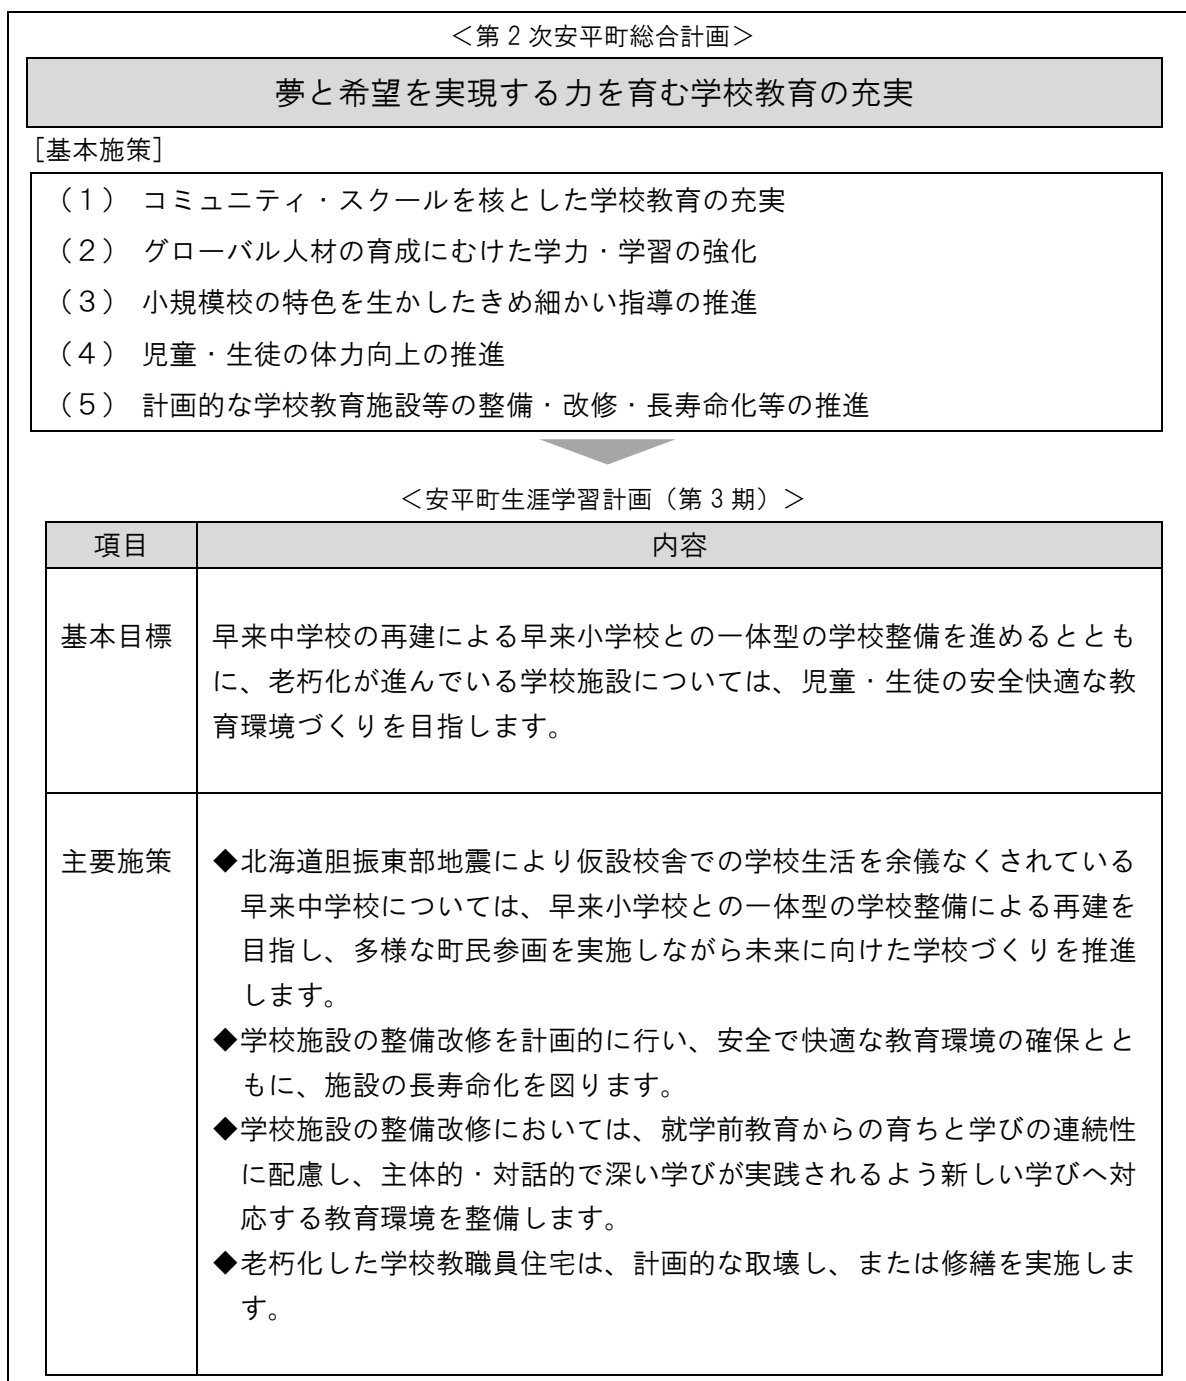 ＜第２次安平町総合計画＞
夢と希望を実現する力を育む学校教育の充実
［基本施策］
（１） コミュニティ・スクールを核とした学校教育の充実
（２） グローバル人材の育成にむけた学力・学習の強化
（３） 小規模校の特色を生かしたきめ細かい指導の推進
（４） 児童・生徒の体力向上の推進
（５） 計画的な学校教育施設等の整備・改修・長寿命化等の推進
＜安平町生涯学習計画（第３期）＞
項目 内容
基本目標 早来中学校の再建による早来小学校との一体型の学校整備を進めるととも
に、老朽化が進んでいる学校施設については、児童・生徒の安全快適な教
育環境づくりを目指します。
主要施策 ◆北海道胆振東部地震により仮設校舎での学校生活を余儀なくされている
早来中学校については、早来小学校との一体型の学校整備による再建を
目指し、多様な町民参画を実施しながら未来に向けた学校づくりを推進
します。
◆学校施設の整備改修を計画的に行い、安全で快適な教育環境の確保とと
もに、施設の長寿命化を図ります。
◆学校施設の整備改修においては、就学前教育からの育ちと学びの連続性
に配慮し、主体的・対話的で深い学びが実践されるよう新しい学びへ対
応する教育環境を整備します。
◆老朽化した学校教職員住宅は、計画的な取壊し、または修繕を実施しま
す。